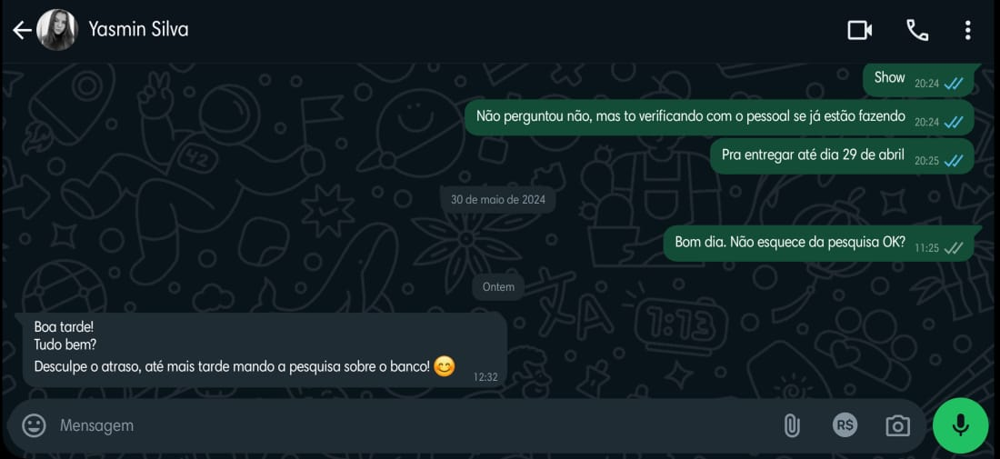 Yasmin Silva
Show 20:24
Não perguntou não, mas to verificando com o pessoal se já estão fazendo 20:24
Pra entregar até dia 29 de abril 20:25
30 de maio de 2024
Bom dia. Não esquece da pesquisa OK? 11:25
Ontem
Boa tarde!
Tudo bem?
Desculpe o atraso, até mais tarde mando a pesquisa sobre o banco! 😊 12:32
Mensagem R$
42
1:13